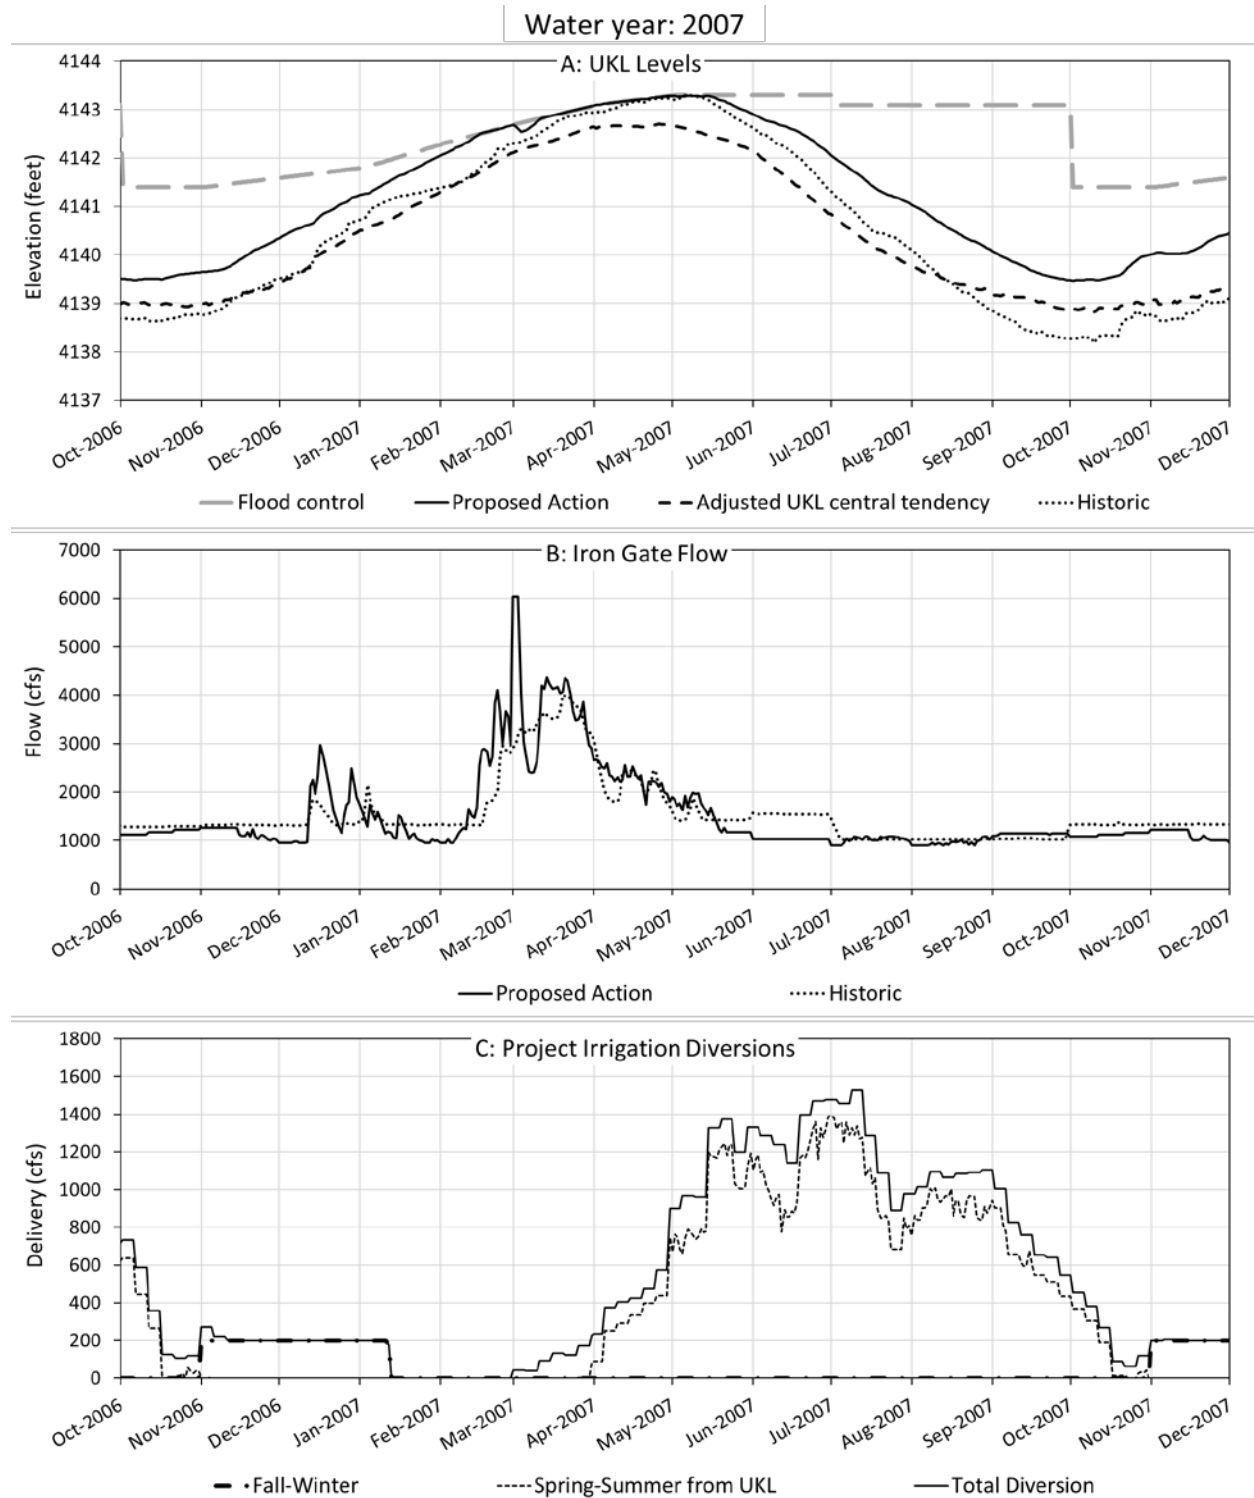 Water year: 2007
A: UKL Levels
Elevation (feet)
4144
4143
4142
4141
4140
4139
4138
4137
Oct-2006 Nov-2006 Dec-2006 Jan-2007 Feb-2007 Mar-2007 Apr-2007 May-2007 Jun-2007 Jul-2007 Aug-2007 Sep-2007 Oct-2007 Nov-2007 Dec-2007
Flood control Proposed Action Adjusted UKL central tendency Historic
B: Iron Gate Flow
Flow (cfs)
7000
6000
5000
4000
3000
2000
1000
0
Oct-2006 Nov-2006 Dec-2006 Jan-2007 Feb-2007 Mar-2007 Apr-2007 May-2007 Jun-2007 Jul-2007 Aug-2007 Sep-2007 Oct-2007 Nov-2007 Dec-2007
Proposed Action Historic
C: Project Irrigation Diversions
Delivery (cfs)
1800
1600
1400
1200
1000
800
600
400
200
0
Oct-2006 Nov-2006 Dec-2006 Jan-2007 Feb-2007 Mar-2007 Apr-2007 May-2007 Jun-2007 Jul-2007 Aug-2007 Sep-2007 Oct-2007 Nov-2007 Dec-2007
Fall-Winter Spring-Summer from UKL Total Diversion